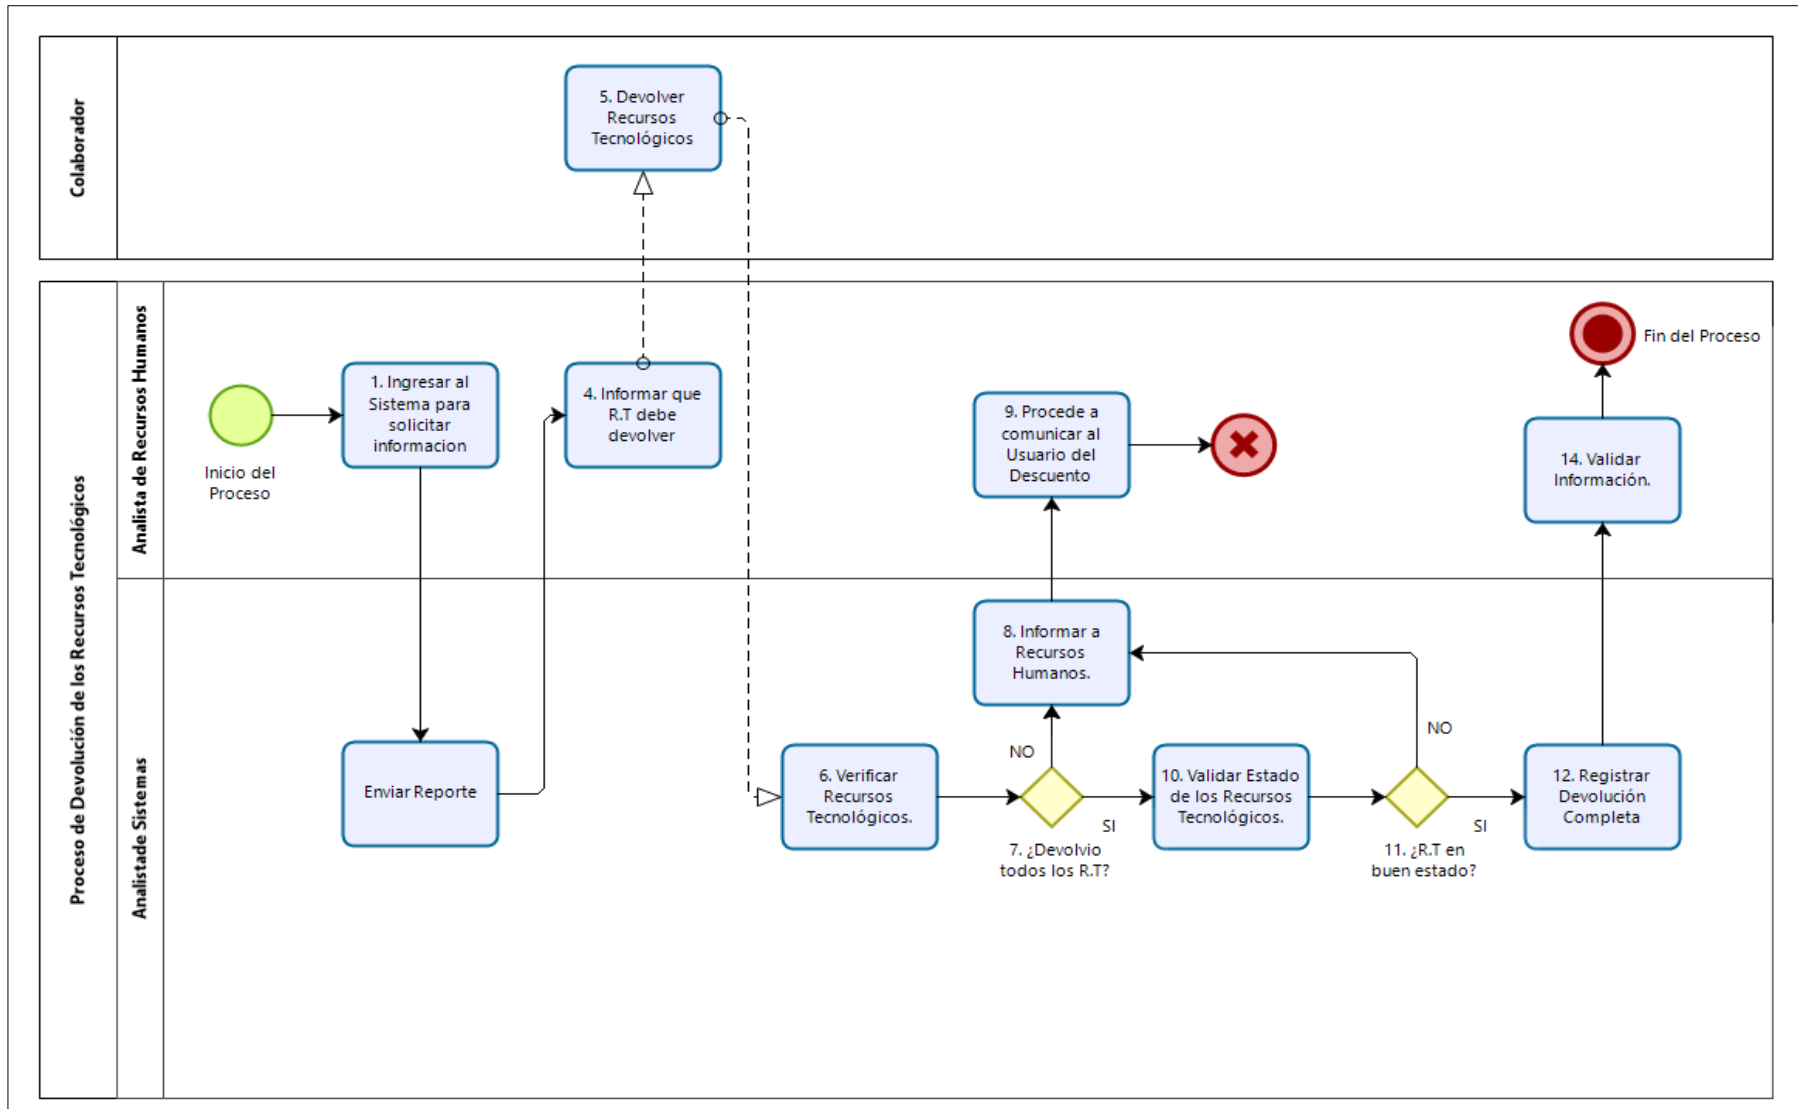 Colaborador
5. Devolver
Recursos
Tecnológicos
Proceso de Devolución de los Recursos Tecnológicos
Analista de Recursos Humanos
Inicio del
Proceso
1. Ingresar al
Sistema para
solicitar
informacion
4. Informar que
R.T debe
devolver
9. Procede a
comunicar al
Usuario del
Descuento
Fin del Proceso
14. Validar
Información.
Analistade Sistemas
Enviar Reporte
6. Verificar
Recursos
Tecnológicos.
8. Informar a
Recursos
Humanos.
NO
SI
7. ¿Devolvio
todos los R.T?
10. Validar Estado
de los Recursos
Tecnológicos.
NO
SI
11. ¿R.T en
buen estado?
12. Registrar
Devolución
Completa